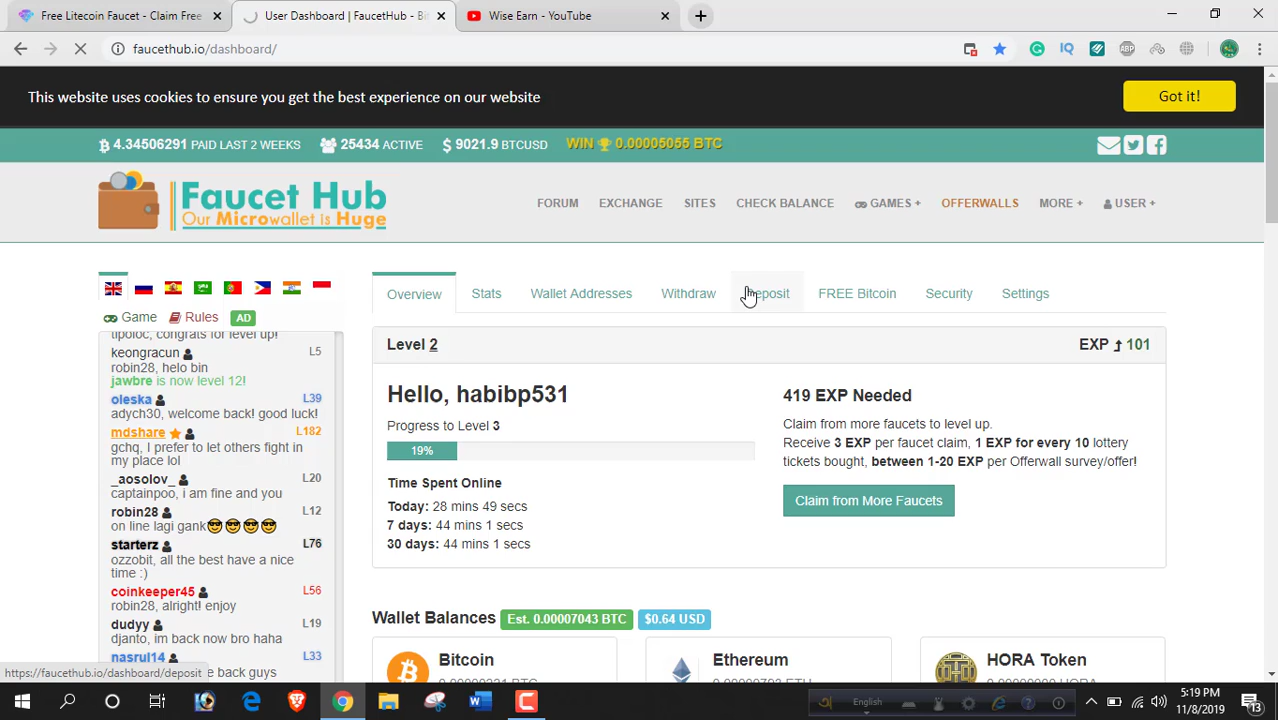 Free Litecoin Faucet - Claim Free
User Dashboard | FaucetHub - Bi
Wise Earn - YouTube
faucethub.io/dashboard/
This website uses cookies to ensure you get the best experience on our website
Got it!
4.34506291 PAID LAST 2 WEEKS
25434 ACTIVE
$ 9021.9 BTCUSD
WIN 0.00005055 BTC
Faucet Hub
Our Microwallet is Huge
FORUM
EXCHANGE
SITES
CHECK BALANCE
GAMES +
OFFERWALLS
MORE +
USER +
Game
Rules
AD
tipoloc, congrats for level up!
keongracun L5
robin28, helo bin
jawbre is now level 12!
oleska L39
adych30, welcome back! good luck!
mdshare L182
gchq, I prefer to let others fight in
my place lol
_aosolov_ L20
captainpoo, i am fine and you
robin28 L12
on line lagi gank😎😎😎😎
starterz L76
ozzobit, all the best have a nice
time :)
coinkeeper45 L56
robin28, alright! enjoy
dudyy L19
djanto, im back now bro haha
nasrul14 L33
back guys
Overview
Stats
Wallet Addresses
Withdraw
Deposit
FREE Bitcoin
Security
Settings
Level 2
EXP 101
Hello, habibp531
Progress to Level 3
19%
Time Spent Online
Today: 28 mins 49 secs
7 days: 44 mins 1 secs
30 days: 44 mins 1 secs
419 EXP Needed
Claim from more faucets to level up.
Receive 3 EXP per faucet claim, 1 EXP for every 10 lottery
tickets bought, between 1-20 EXP per Offerwall survey/offer!
Claim from More Faucets
Wallet Balances Est. 0.00007043 BTC $0.64 USD
Bitcoin
Ethereum
HORA Token
https://faucethub.io/dashboard/deposit
English
5:19 PM
11/8/2019
13